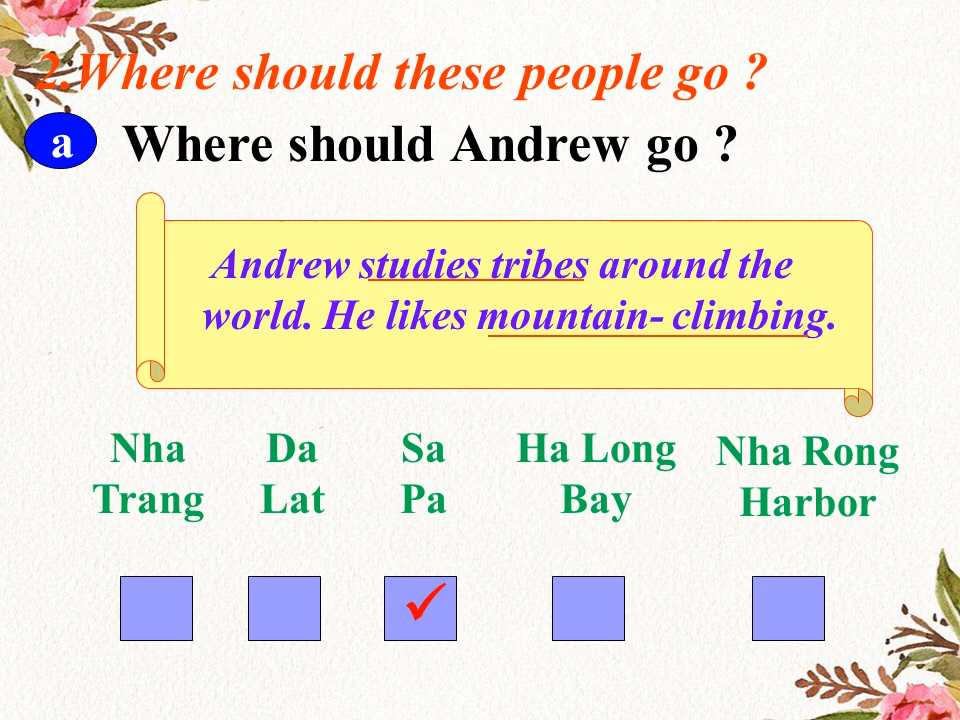 2.Where should these people go ?
a
Where should Andrew go ?
Andrew studies tribes around the
world. He likes mountain- climbing.
Nha
Trang
Da
Lat
Sa
Pa
Ha Long
Bay
Nha Rong
Harbor
✓